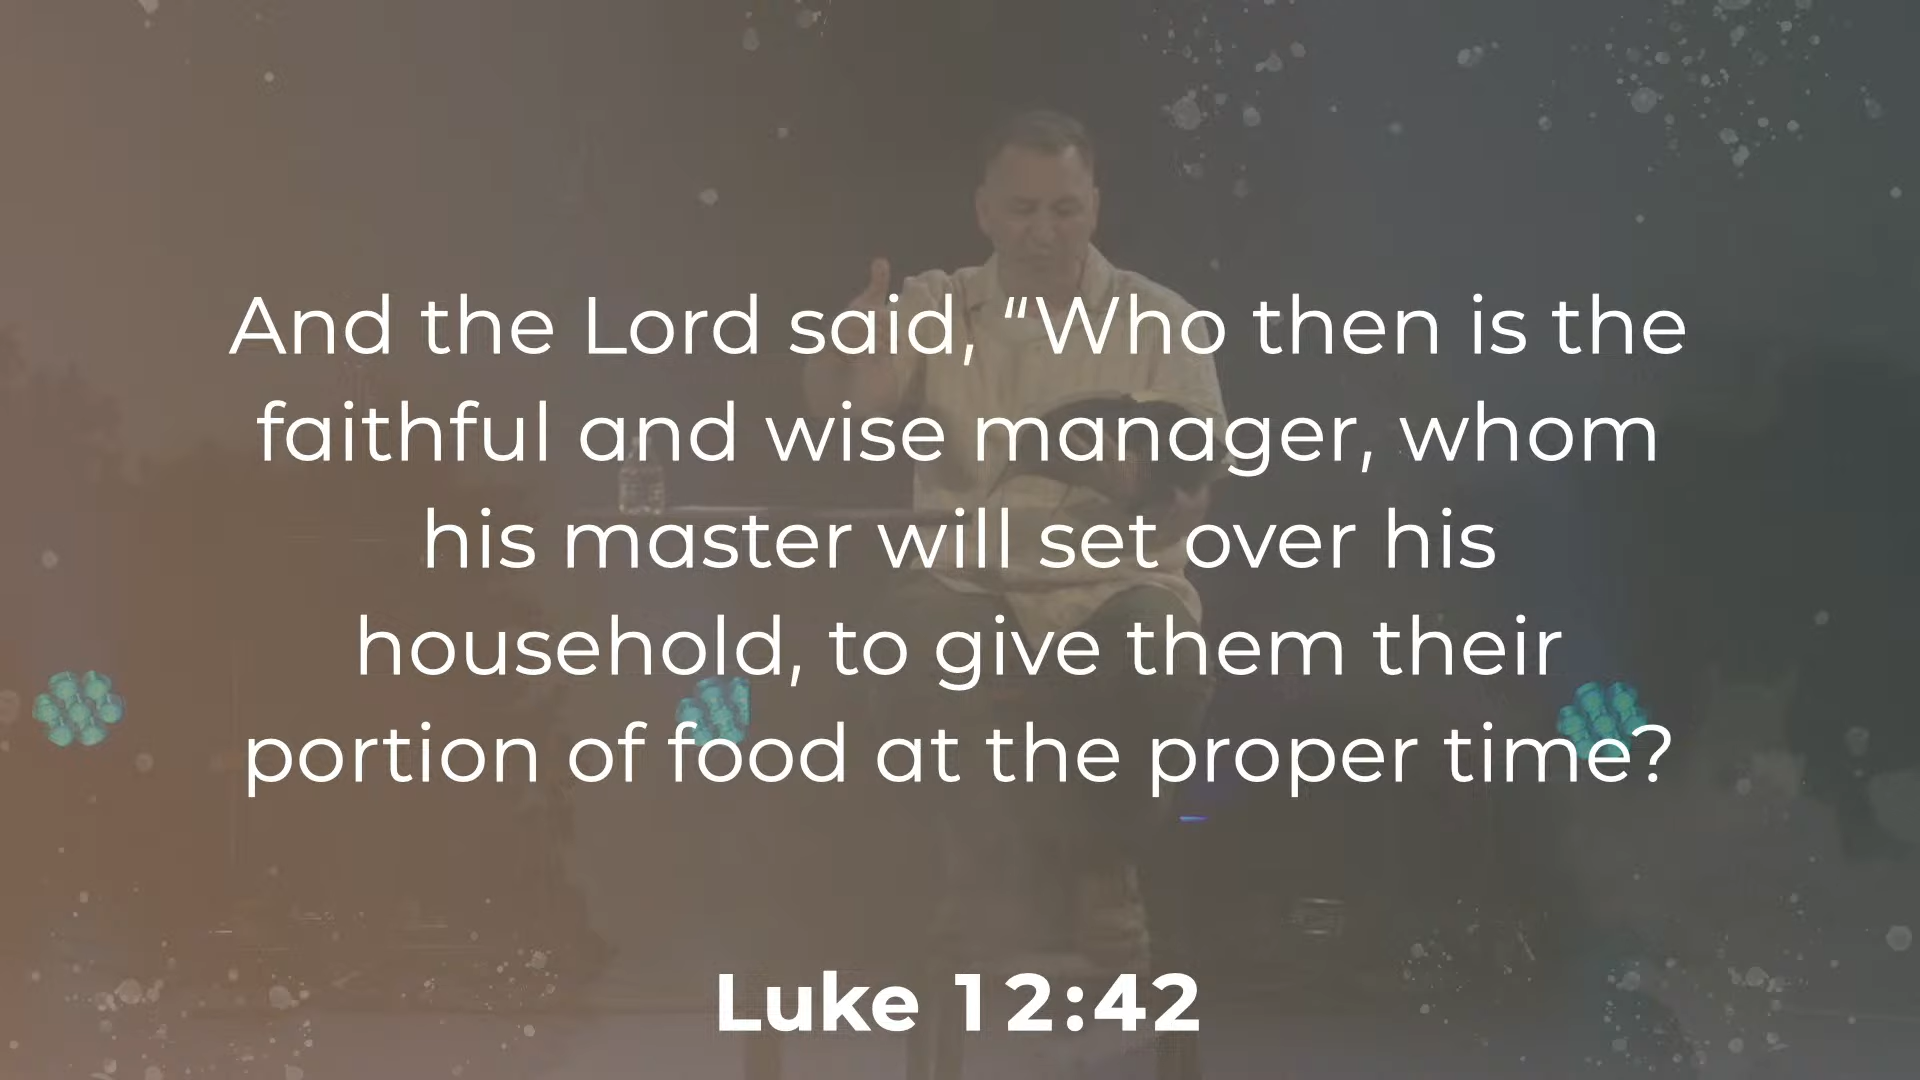 And the Lord said, “Who then is the
faithful and wise manager, whom
his master will set over his
household, to give them their
portion of food at the proper time?
Luke 12:42